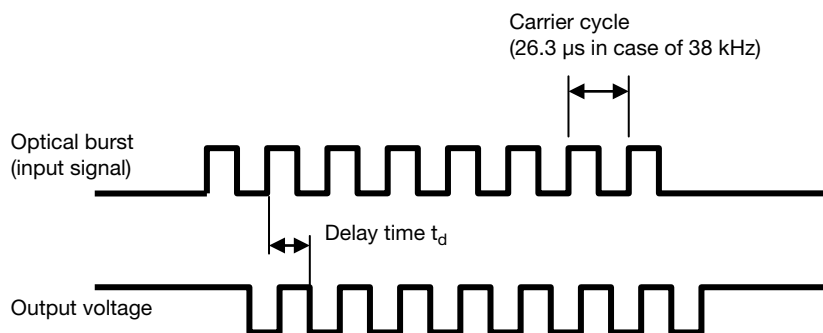 Carrier cycle
(26.3 µs in case of 38 kHz)
Optical burst
(input signal)
Delay time td
Output voltage